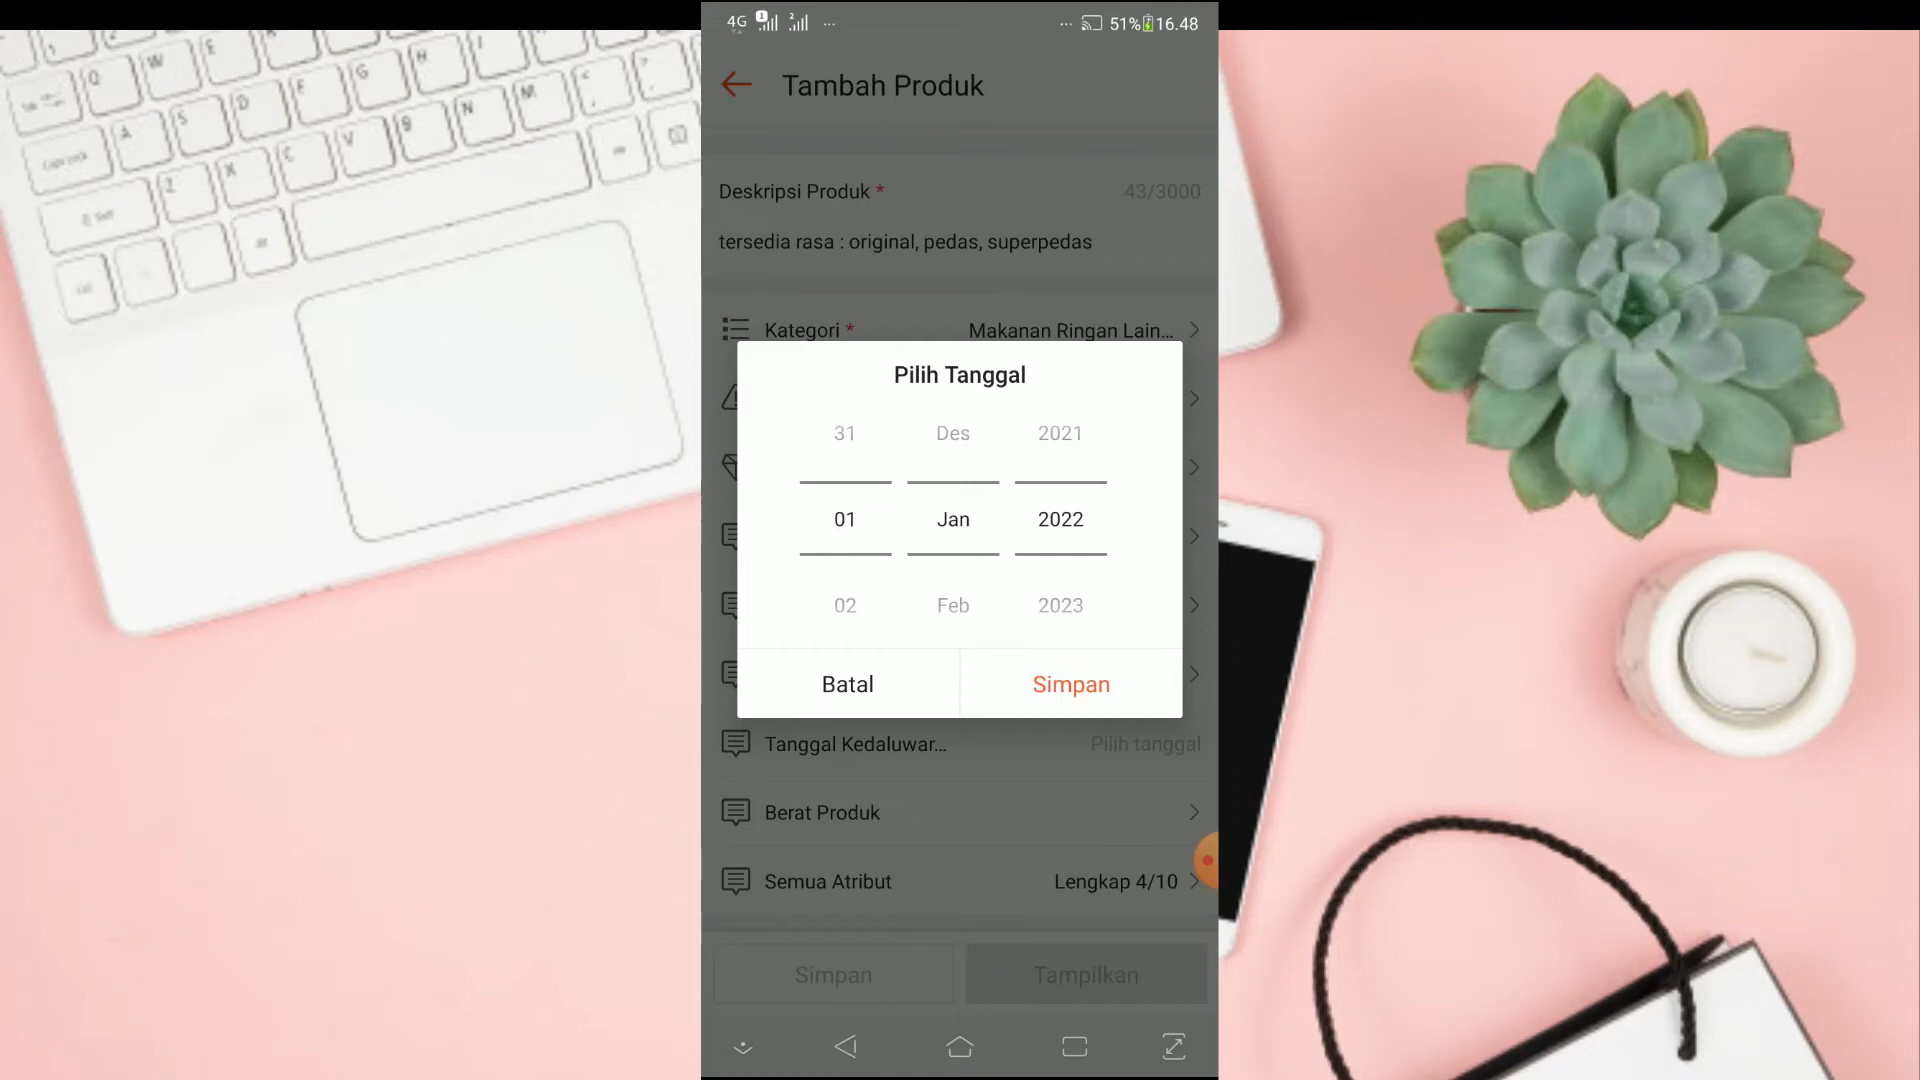 4G 1 2 ... ... 51% 16.48
Tambah Produk
Deskripsi Produk * 43/3000
tersedia rasa : original, pedas, superpedas
Kategori * Makanan Ringan Lain...
Pilih Tanggal
31 Des 2021
01 Jan 2022
02 Feb 2023
Batal Simpan
Tanggal Kedaluwar... Pilih tanggal
Berat Produk
Semua Atribut Lengkap 4/10
Simpan Tampilkan
Q W E G H
A S D F N M
Z X C V B